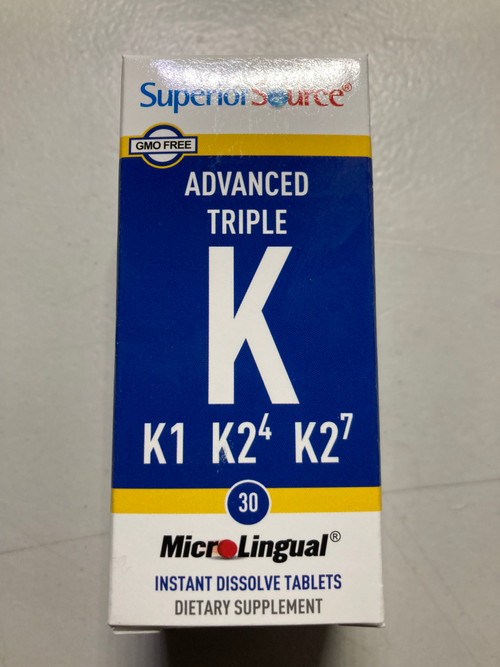 SuperiorSource®
GMO FREE
ADVANCED
TRIPLE
K
K1 K2⁴ K2⁷
30
MicroLingual®
INSTANT DISSOLVE TABLETS
DIETARY SUPPLEMENT